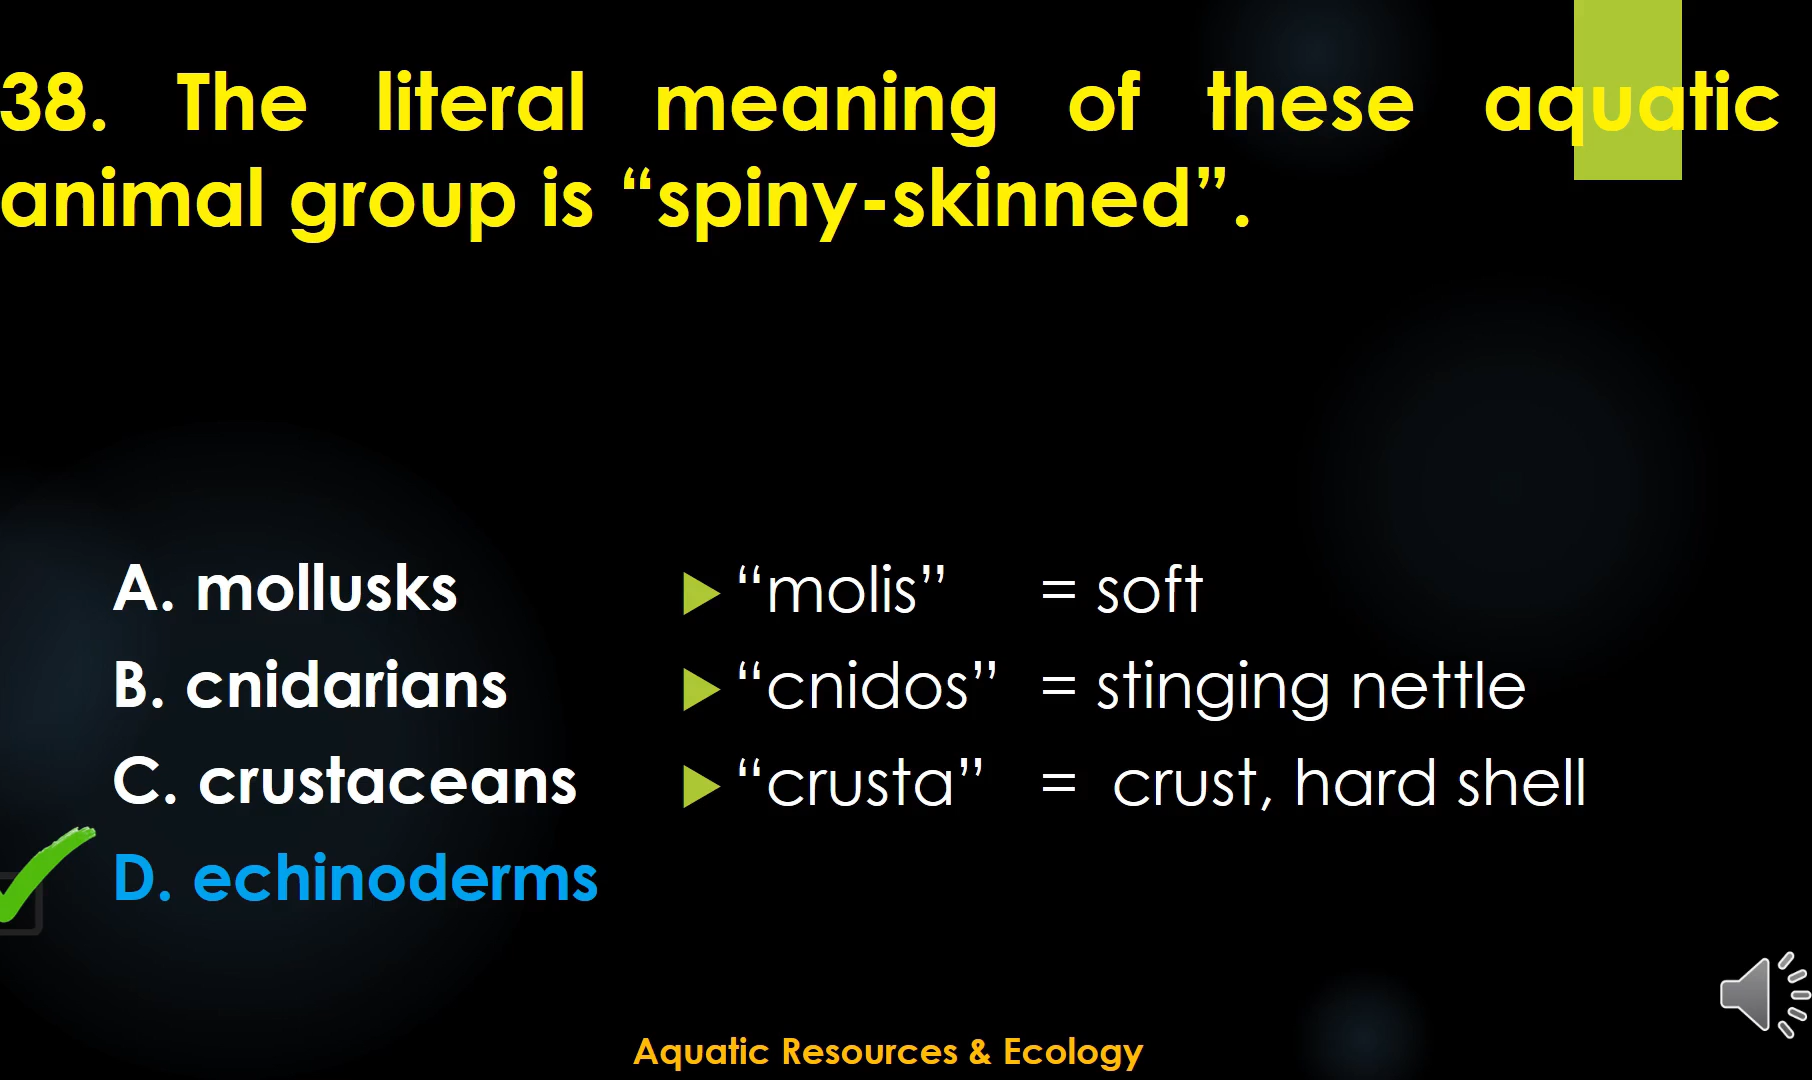 38. The literal meaning of these aquatic
animal group is “spiny-skinned”.
A. mollusks “molis” = soft
B. cnidarians “cnidos” = stinging nettle
C. crustaceans “crusta” = crust, hard shell
D. echinoderms
Aquatic Resources & Ecology